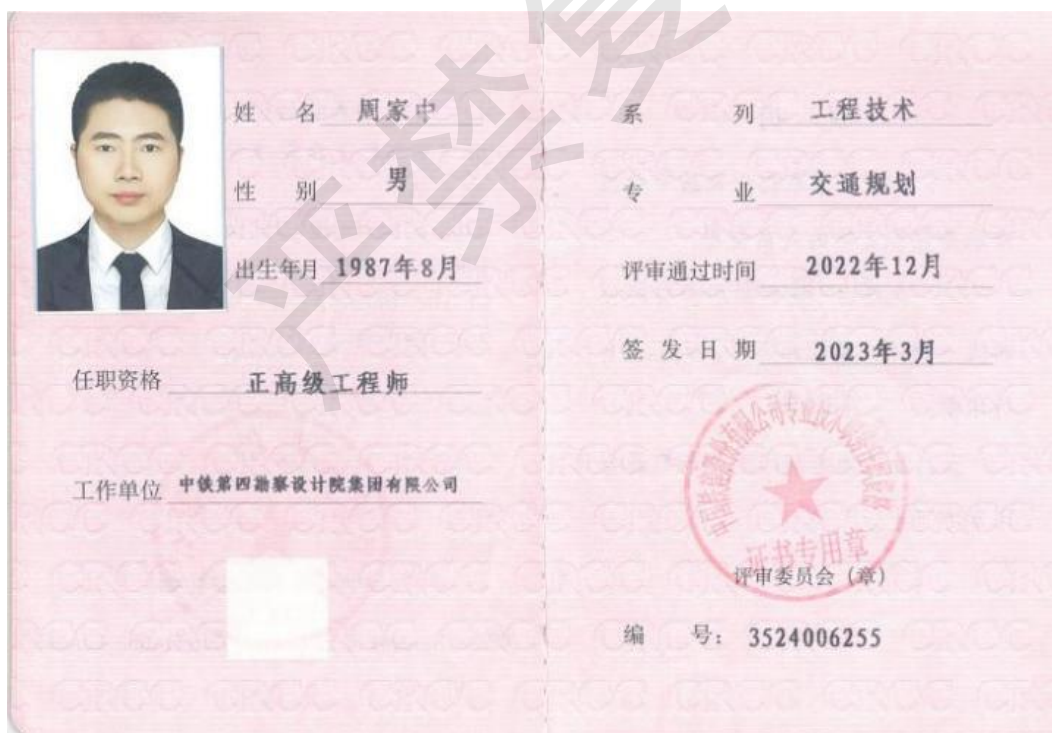 姓 名 周家中
性 别 男
出生年月 1987年8月
任职资格 正高级工程师
工作单位 中铁第四勘察设计院集团有限公司
系 列 工程技术
专 业 交通规划
评审通过时间 2022年12月
签发日期 2023年3月
证书专用章
评审委员会（章）
编 号：3524006255
严禁复
CRCC